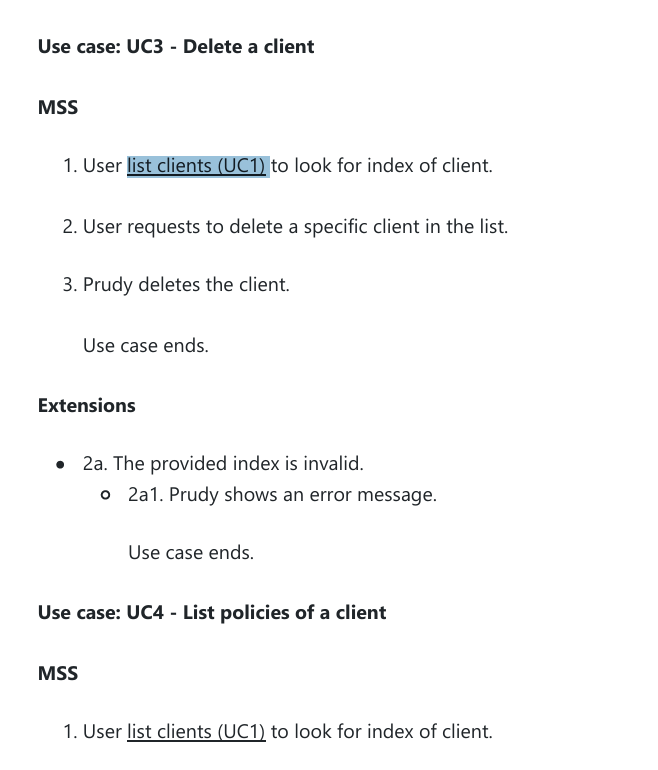 Use case: UC3 - Delete a client
MSS
1. User list clients (UC1) to look for index of client.
2. User requests to delete a specific client in the list.
3. Prudy deletes the client.
Use case ends.
Extensions
• 2a. The provided index is invalid.
o 2a1. Prudy shows an error message.
Use case ends.
Use case: UC4 - List policies of a client
MSS
1. User list clients (UC1) to look for index of client.